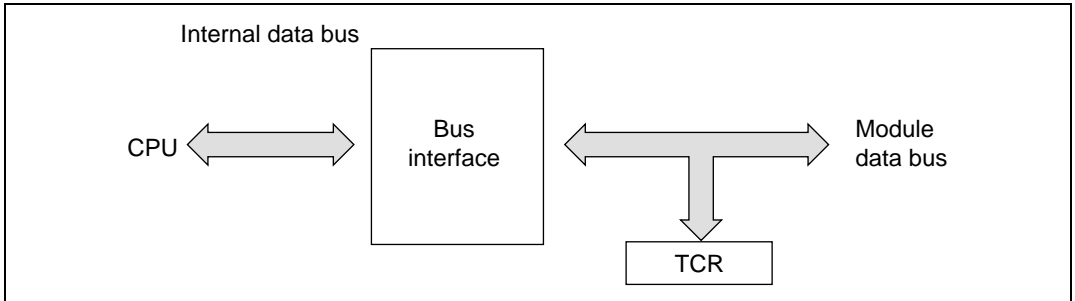 Internal data bus
CPU
Bus
interface
Module
data bus
TCR